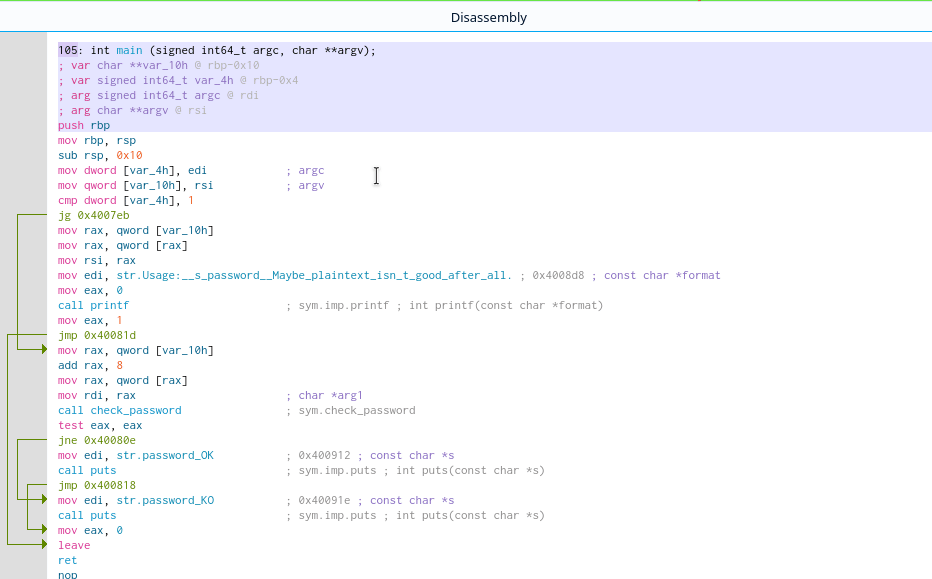 Disassembly
105: int main (signed int64_t argc, char **argv);
; var char **var_10h @ rbp-0x10
; var signed int64_t var_4h @ rbp-0x4
; arg signed int64_t argc @ rdi
; arg char **argv @ rsi
push rbp
mov rbp, rsp
sub rsp, 0x10
mov dword [var_4h], edi ; argc
mov qword [var_10h], rsi ; argv
cmp dword [var_4h], 1
jg 0x4007eb
mov rax, qword [var_10h]
mov rax, qword [rax]
mov rsi, rax
mov edi, str.Usage:__s_password__Maybe_plaintext_isn_t_good_after_all. ; 0x4008d8 ; const char *format
mov eax, 0
call printf ; sym.imp.printf ; int printf(const char *format)
mov eax, 1
jmp 0x40081d
mov rax, qword [var_10h]
add rax, 8
mov rax, qword [rax]
mov rdi, rax ; char *arg1
call check_password ; sym.check_password
test eax, eax
jne 0x40080e
mov edi, str.password_OK ; 0x400912 ; const char *s
call puts ; sym.imp.puts ; int puts(const char *s)
jmp 0x400818
mov edi, str.password_KO ; 0x40091e ; const char *s
call puts ; sym.imp.puts ; int puts(const char *s)
mov eax, 0
leave
ret
nop